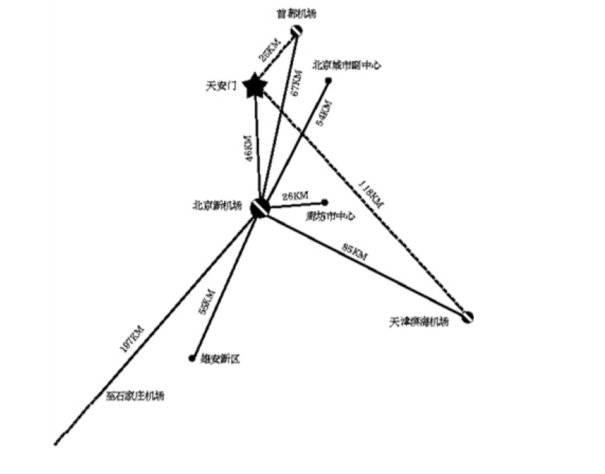 首都机场
25KM
北京城市副中心
天安门
67KM
54KM
46KM
118KM
26KM
北京新机场
廊坊市中心
85KM
55KM
天津滨海机场
197KM
雄安新区
至石家庄机场